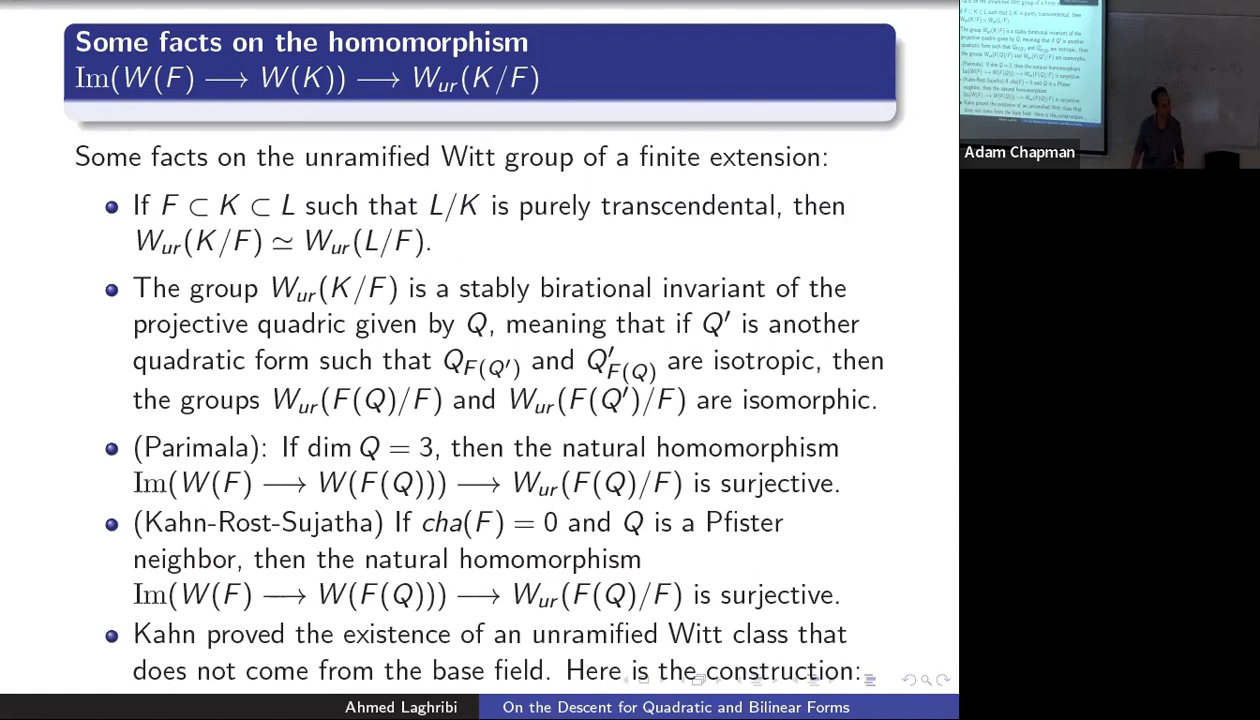 Some facts on the homomorphism
Im(W(F) ⟶ W(K)) ⟶ W_ur(K/F)
Some facts on the unramified Witt group of a finite extension:
If F ⊂ K ⊂ L such that L/K is purely transcendental, then
W_ur(K/F) ≃ W_ur(L/F).
The group W_ur(K/F) is a stably birational invariant of the
projective quadric given by Q, meaning that if Q′ is another
quadratic form such that Q_F(Q′) and Q′_F(Q) are isotropic, then
the groups W_ur(F(Q)/F) and W_ur(F(Q′)/F) are isomorphic.
(Parimala): If dim Q = 3, then the natural homomorphism
Im(W(F) ⟶ W(F(Q))) ⟶ W_ur(F(Q)/F) is surjective.
(Kahn-Rost-Sujatha) If cha(F) = 0 and Q is a Pfister
neighbor, then the natural homomorphism
Im(W(F) ⟶ W(F(Q))) ⟶ W_ur(F(Q)/F) is surjective.
Kahn proved the existence of an unramified Witt class that
does not come from the base field. Here is the construction:
Ahmed Laghribi
On the Descent for Quadratic and Bilinear Forms
Adam Chapman